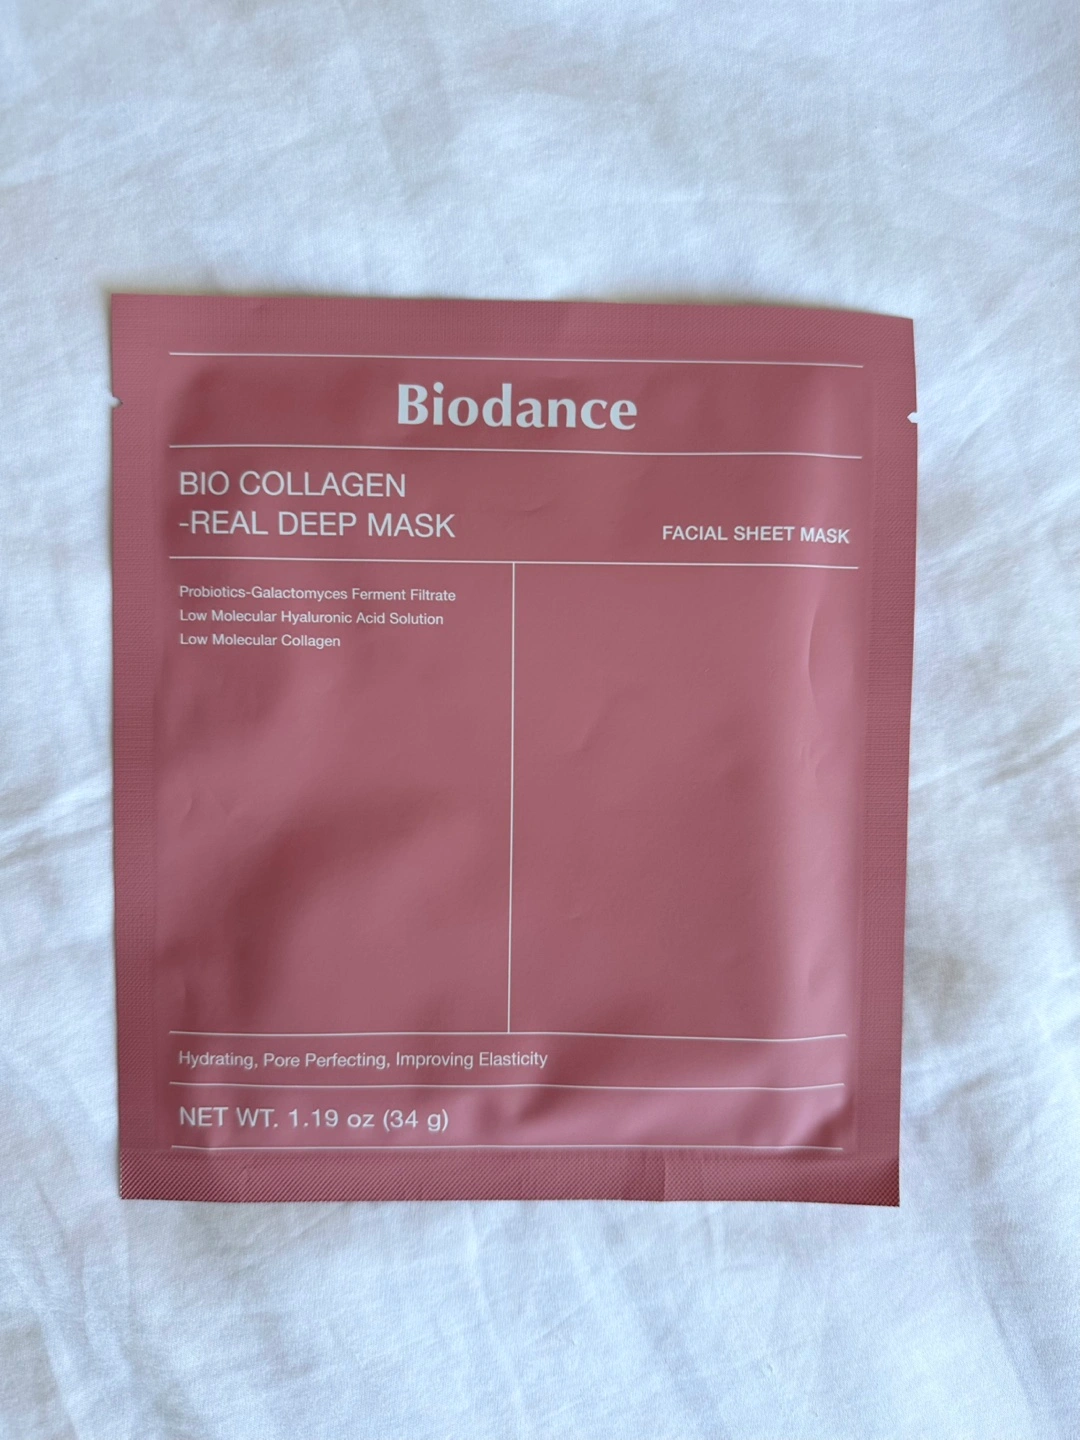 Biodance
BIO COLLAGEN
-REAL DEEP MASK
FACIAL SHEET MASK
Probiotics-Galactomyces Ferment Filtrate
Low Molecular Hyaluronic Acid Solution
Low Molecular Collagen
Hydrating, Pore Perfecting, Improving Elasticity
NET WT. 1.19 oz (34 g)